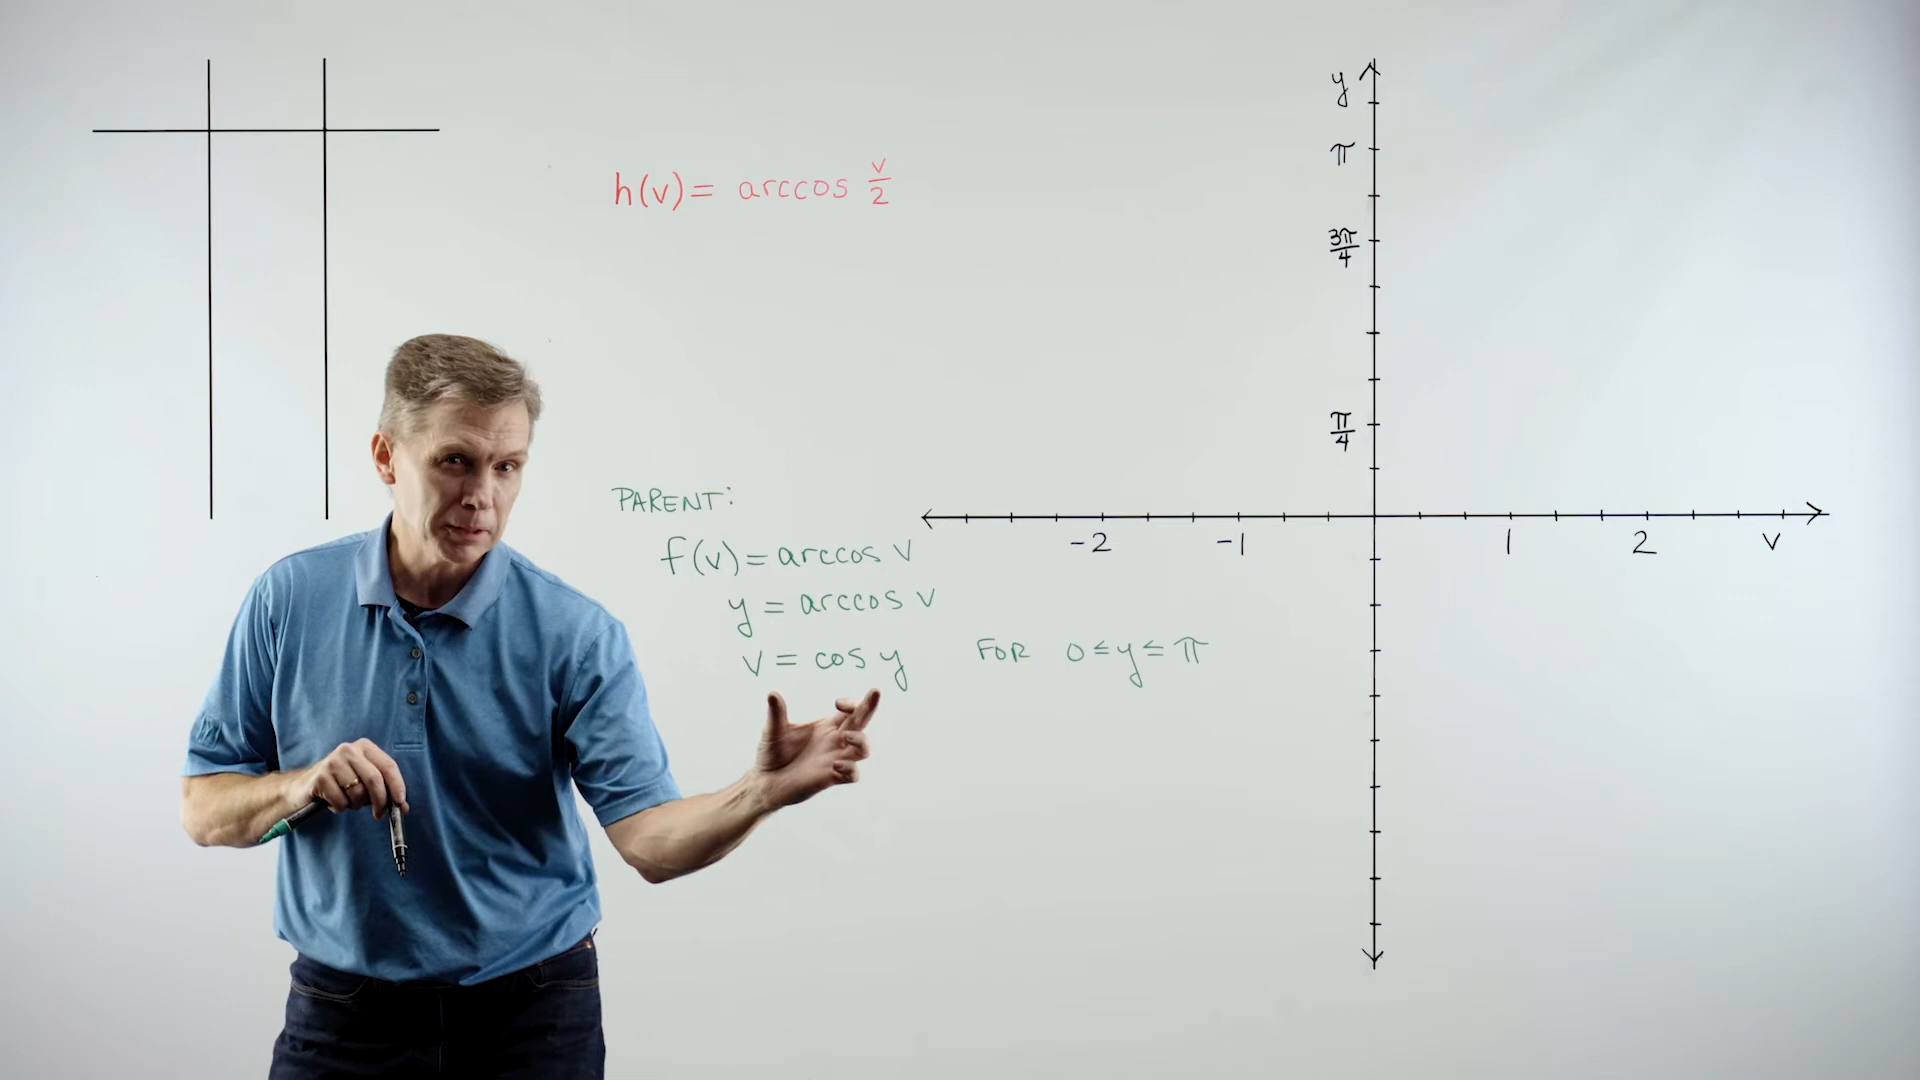 h(v) = arccos v/2
PARENT:
f(v) = arccos v
y = arccos v
v = cos y FOR 0 ≤ y ≤ π
y
π
3π/4
π/4
-2 -1 1 2 v